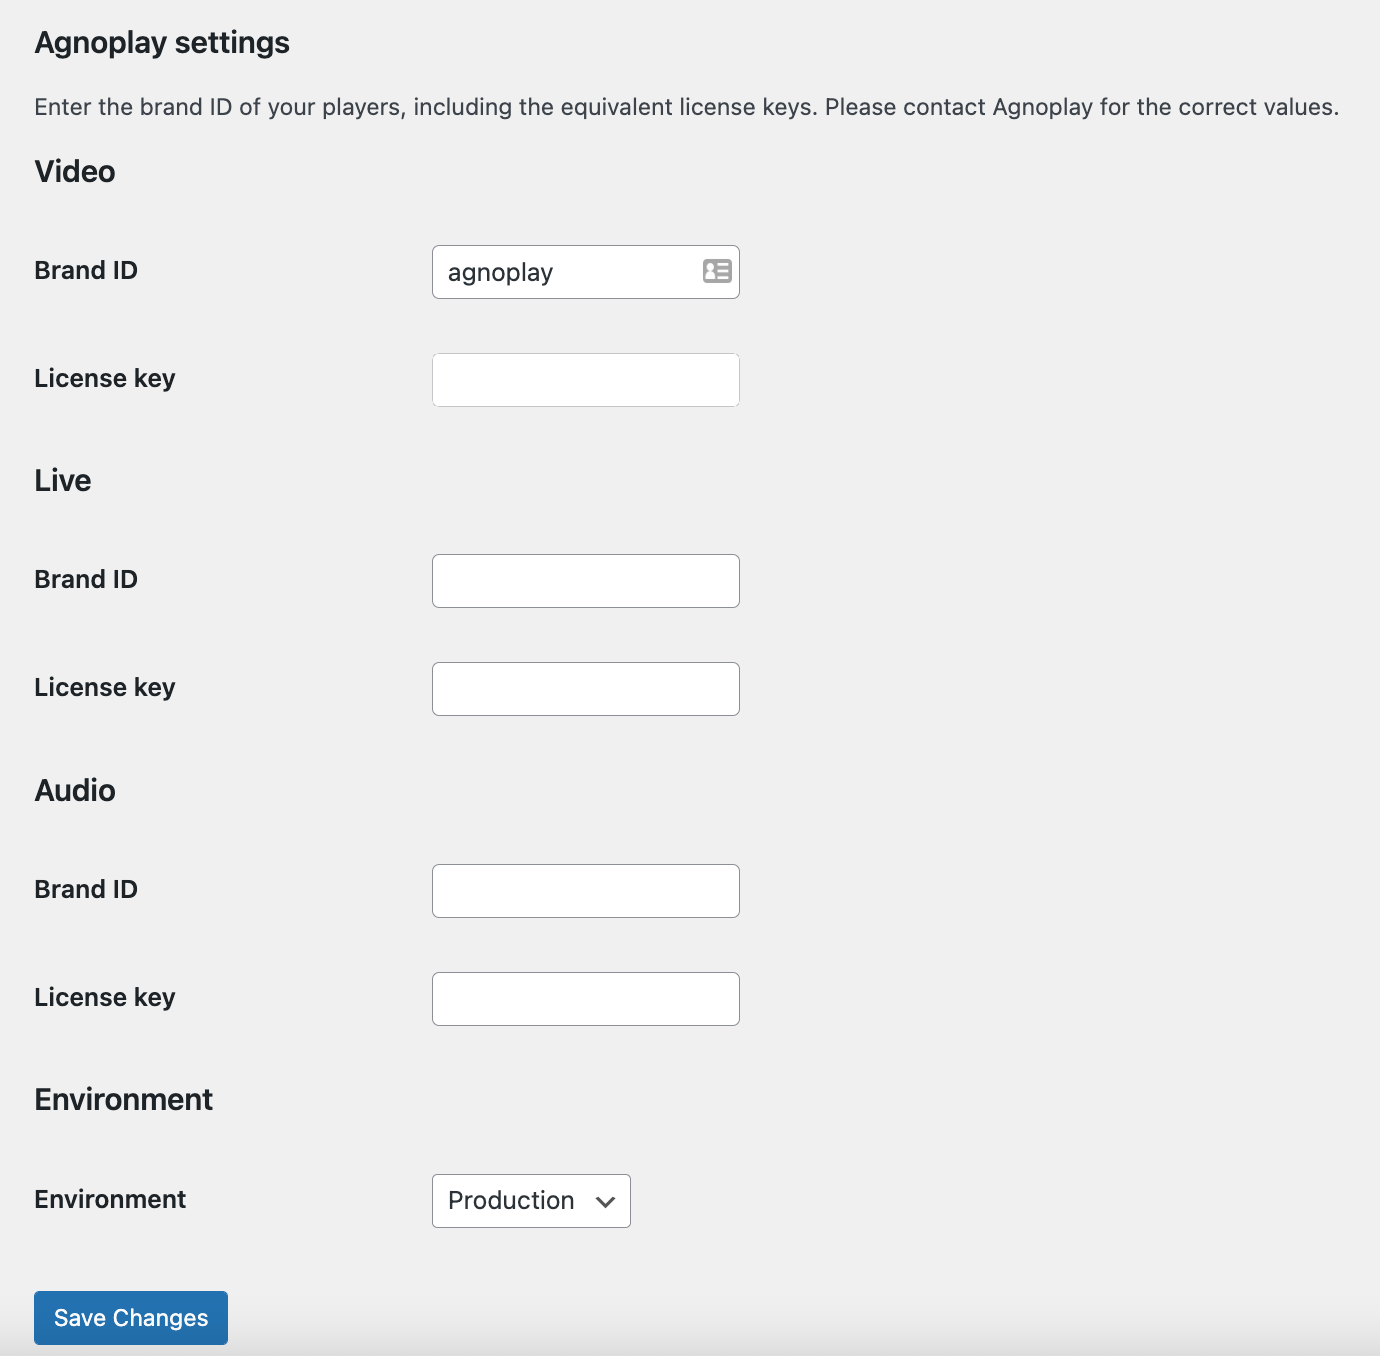 Agnoplay settings
Enter the brand ID of your players, including the equivalent license keys. Please contact Agnoplay for the correct values.
Video
Brand ID
agnoplay
License key
Live
Brand ID
License key
Audio
Brand ID
License key
Environment
Environment
Production
Save Changes